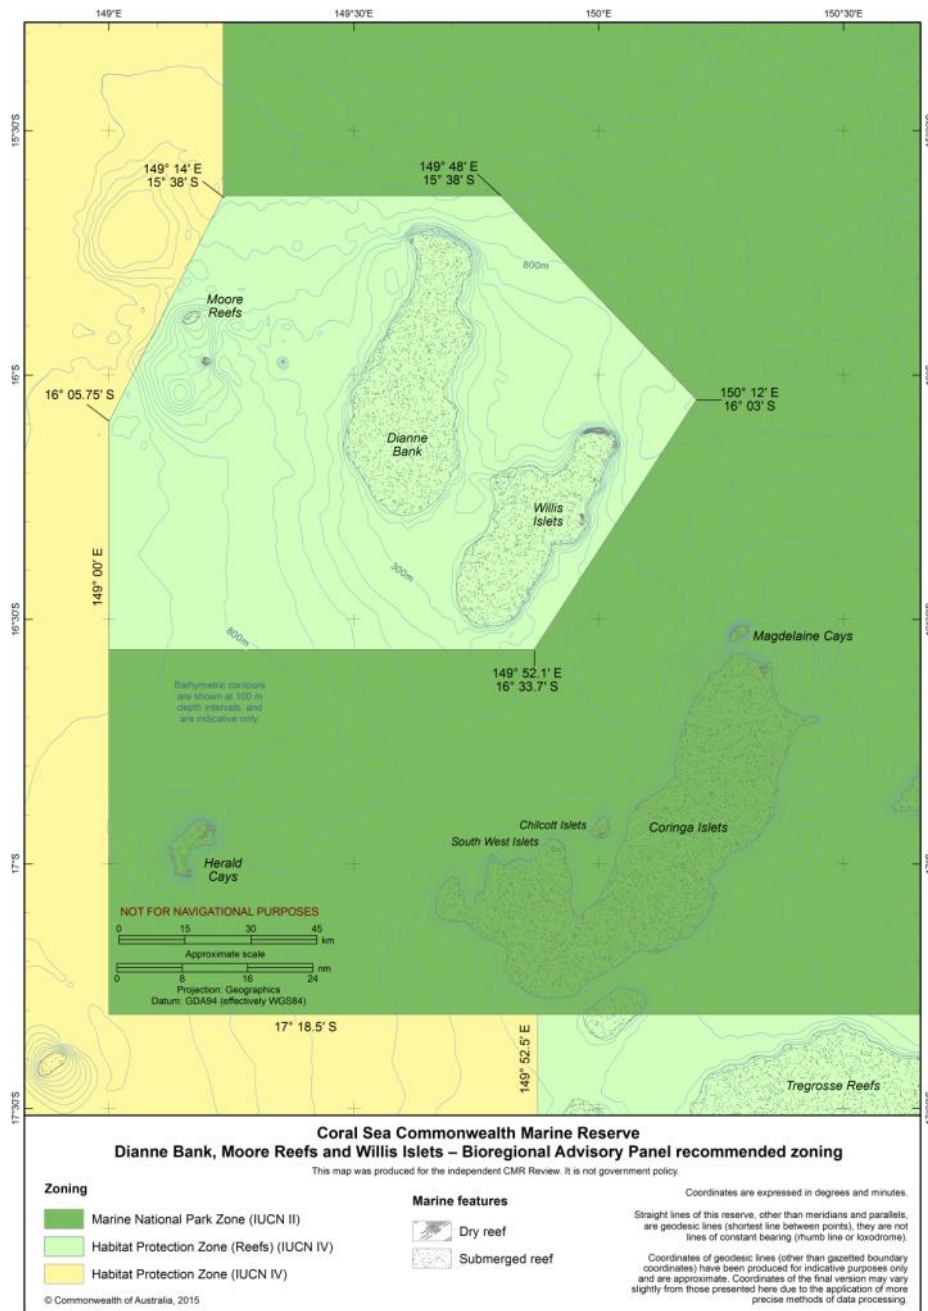 149°E 149°30'E 150°E 150°30'E
15°30'S
149° 14' E
15° 38' S
149° 48' E
15° 38' S
800m
Moore
Reefs
16°S
16° 05.75' S
150° 12' E
16° 03' S
Dianne
Bank
Willis
Islets
149° 00' E
300m
16°30'S
800m
Magdelaine Cays
149° 52.1' E
16° 33.7' S
Bathymetric contours
are shown at 100 m
depth intervals, and
are indicative only
Chilcott Islets
Coringa Islets
South West Islets
17°S
Herald
Cays
NOT FOR NAVIGATIONAL PURPOSES
0 15 30 45
km
Approximate scale
nm
0 8 16 24
Projection: Geographics
Datum: GDA94 (effectively WGS84)
17° 18.5' S
149° 52.5' E
Tregrosse Reefs
17°30'S
Coral Sea Commonwealth Marine Reserve
Dianne Bank, Moore Reefs and Willis Islets – Bioregional Advisory Panel recommended zoning
This map was produced for the independent CMR Review. It is not government policy.
Zoning
Marine National Park Zone (IUCN II)
Habitat Protection Zone (Reefs) (IUCN IV)
Habitat Protection Zone (IUCN IV)
© Commonwealth of Australia, 2015
Marine features
Dry reef
Submerged reef
Coordinates are expressed in degrees and minutes.
Straight lines of this reserve, other than meridians and parallels,
are geodesic lines (shortest line between points), they are not
lines of constant bearing (rhumb line or loxodrome).
Coordinates of geodesic lines (other than gazetted boundary
coordinates) have been produced for indicative purposes only
and are approximate. Coordinates of the final version may vary
slightly from those presented here due to the application of more
precise methods of data processing.